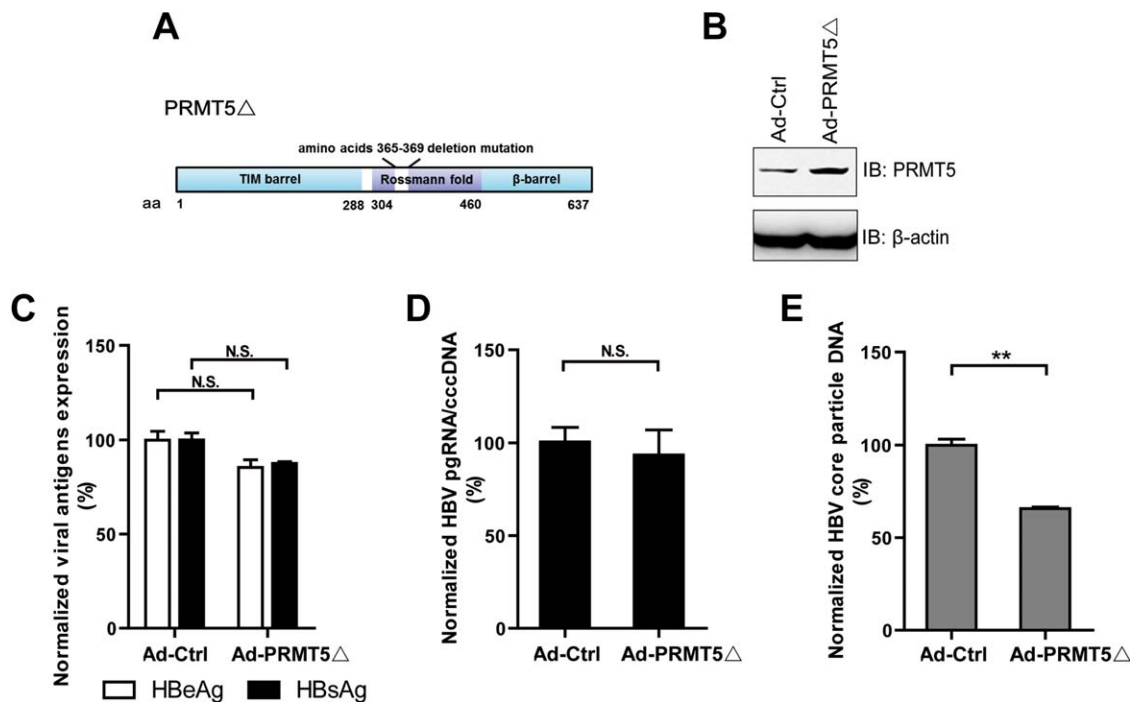 A
PRMT5△
amino acids 365-369 deletion mutation
TIM barrel Rossmann fold β-barrel
aa 1 288 304 460 637
B
Ad-Ctrl
Ad-PRMT5△
IB: PRMT5
IB: β-actin
C
Normalized viral antigens expression
(%)
150
100
50
0
N.S.
N.S.
Ad-Ctrl Ad-PRMT5△
HBeAg HBsAg
D
Normalized HBV pgRNA/cccDNA
(%)
150
100
50
0
N.S.
Ad-Ctrl Ad-PRMT5△
E
Normalized HBV core particle DNA
(%)
150
100
50
0
**
Ad-Ctrl Ad-PRMT5△